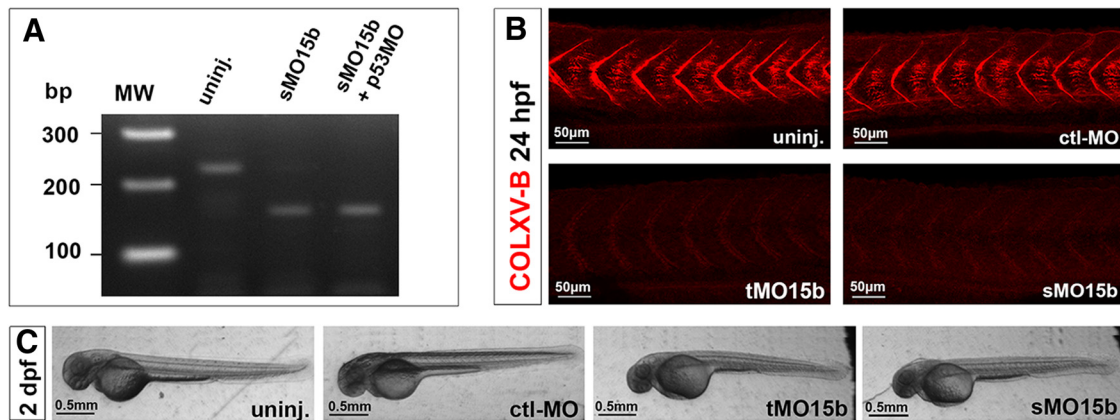 A
bp
MW
uninj.
sMO15b
sMO15b
+ p53MO
300
200
100
B
COLXV-B 24 hpf
50µm
uninj.
50µm
ctl-MO
50µm
tMO15b
50µm
sMO15b
C
2 dpf
0.5mm
uninj.
0.5mm
ctl-MO
0.5mm
tMO15b
0.5mm
sMO15b